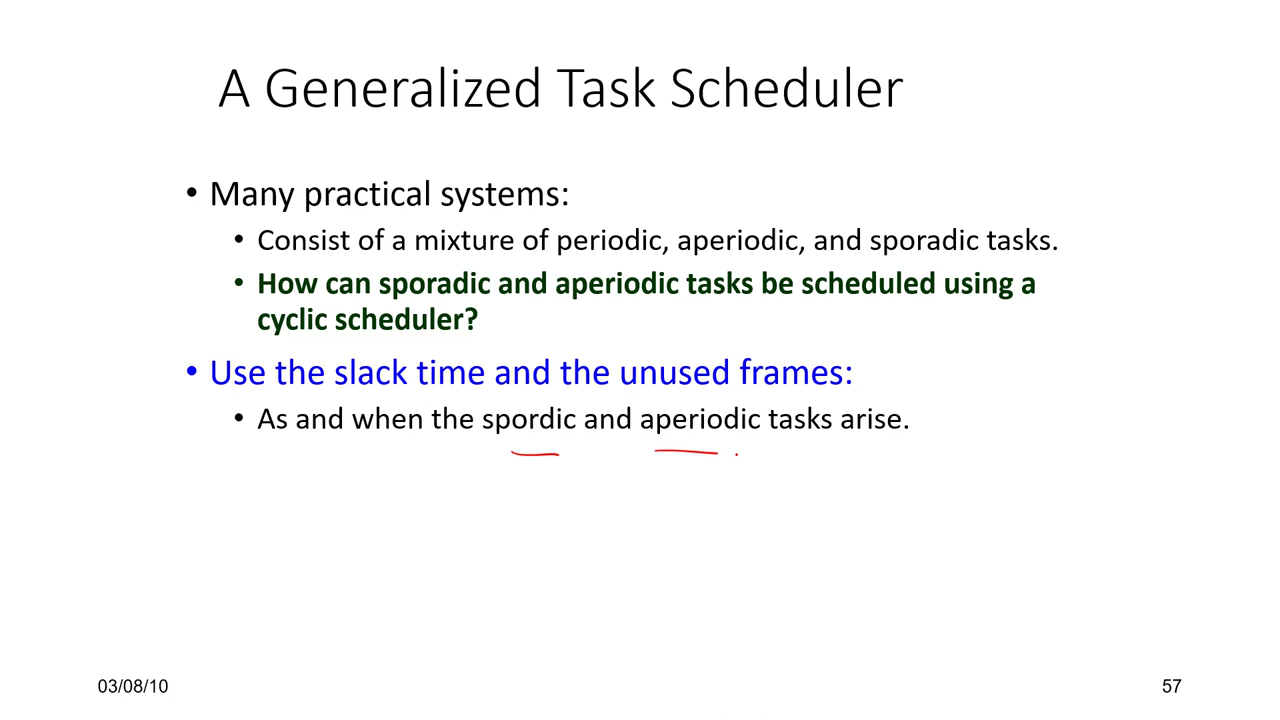 A Generalized Task Scheduler
• Many practical systems:
• Consist of a mixture of periodic, aperiodic, and sporadic tasks.
• How can sporadic and aperiodic tasks be scheduled using a
cyclic scheduler?
• Use the slack time and the unused frames:
• As and when the spordic and aperiodic tasks arise.
03/08/10
57